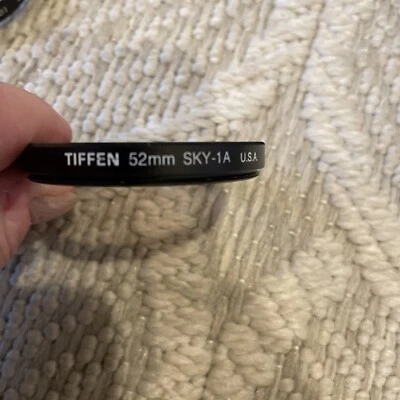 TIFFEN 52mm SKY-1A U.S.A.